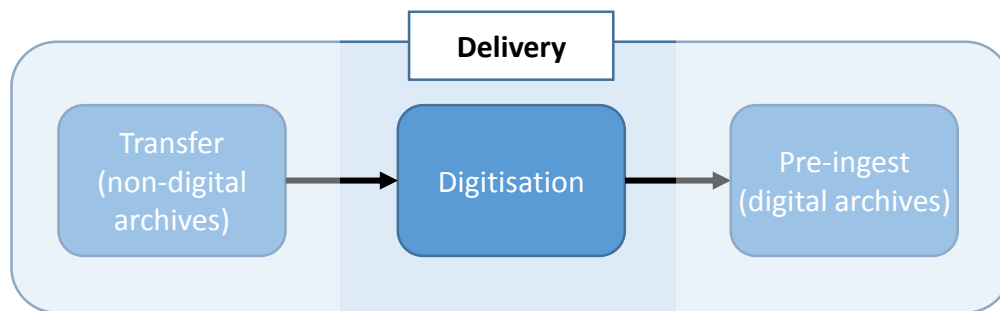 Delivery
Transfer
(non-digital
archives)
Digitisation
Pre-ingest
(digital archives)